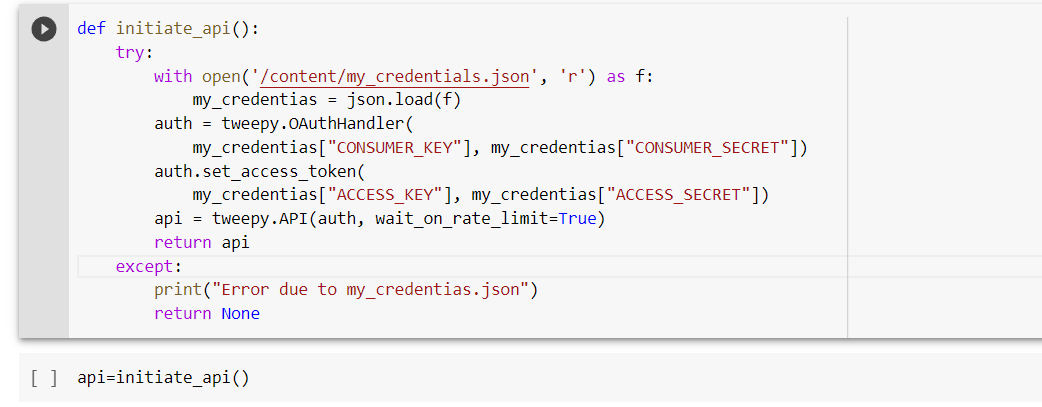 def initiate_api():
    try:
        with open('/content/my_credentials.json', 'r') as f:
            my_credentias = json.load(f)
        auth = tweepy.OAuthHandler(
            my_credentias["CONSUMER_KEY"], my_credentias["CONSUMER_SECRET"])
        auth.set_access_token(
            my_credentias["ACCESS_KEY"], my_credentias["ACCESS_SECRET"])
        api = tweepy.API(auth, wait_on_rate_limit=True)
        return api
    except:
        print("Error due to my_credentias.json")
        return None
[ ] api=initiate_api()